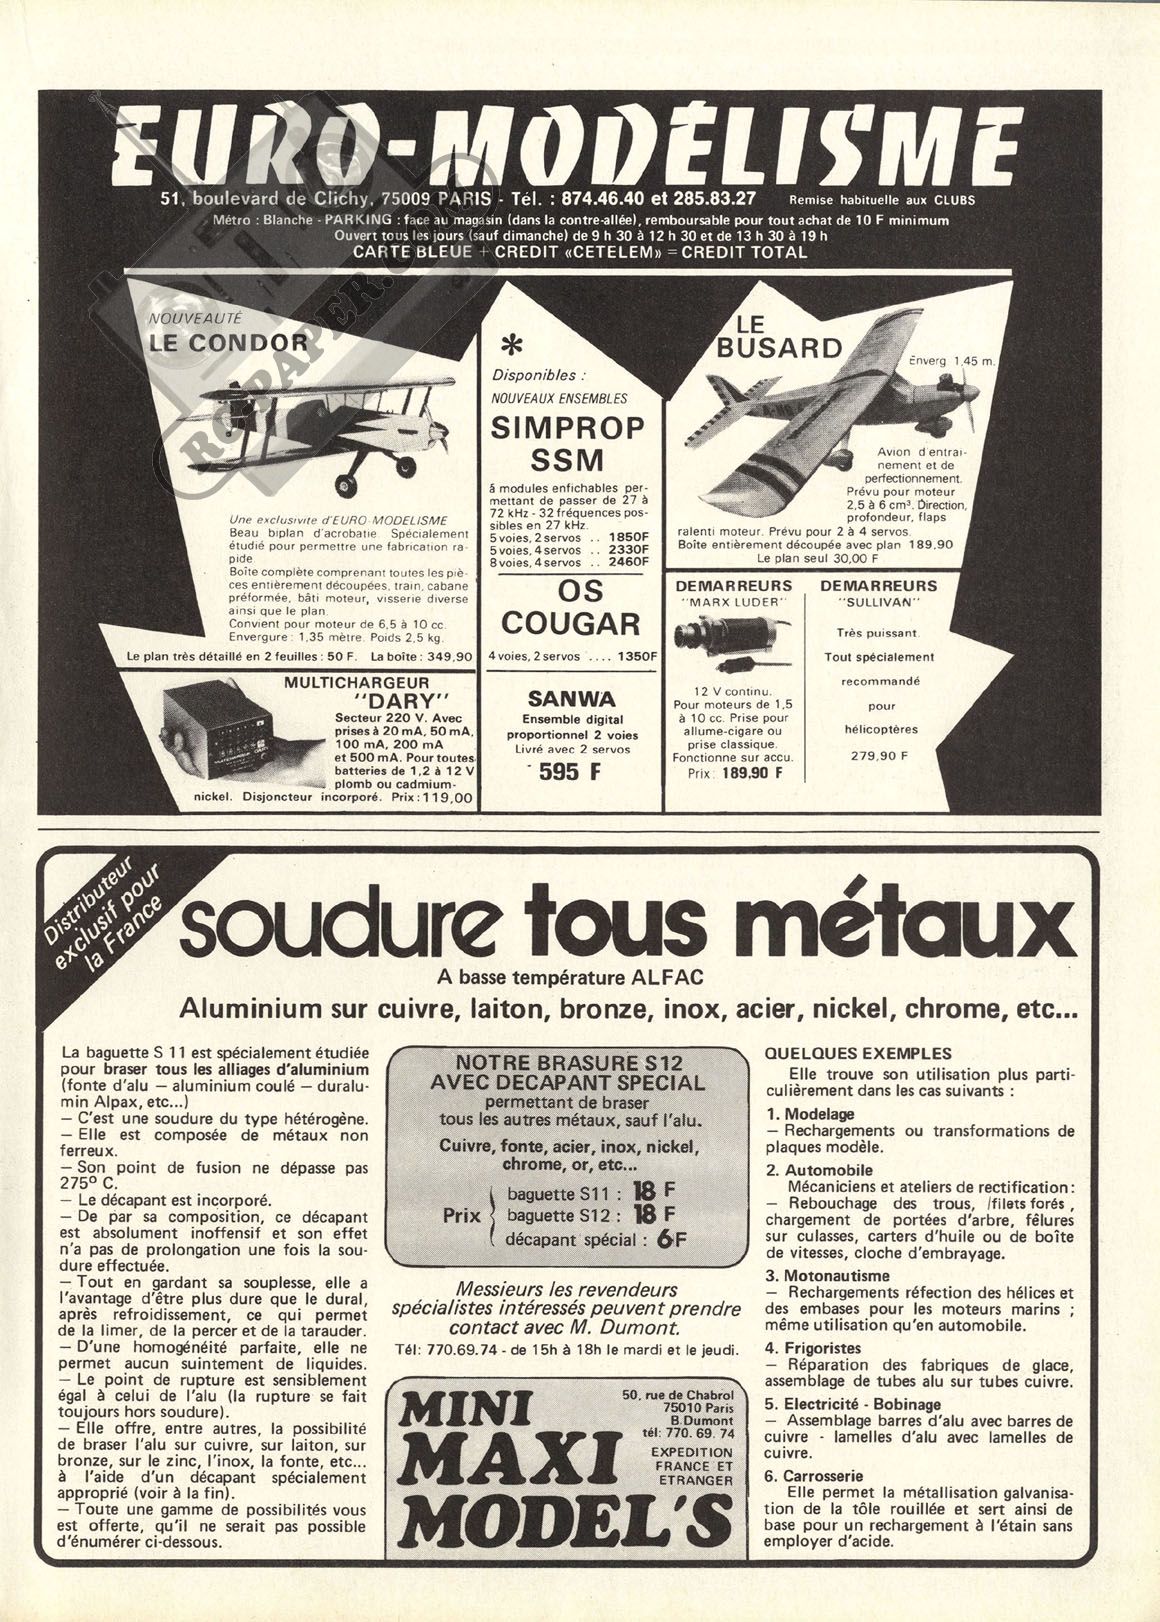 EURO-MODÉLISME
51, boulevard de Clichy, 75009 PARIS - Tél. : 874.46.40 et 285.83.27 Remise habituelle aux CLUBS
Métro : Blanche - PARKING : face au magasin (dans la contre-allée), remboursable pour tout achat de 10 F minimum
Ouvert tous les jours (sauf dimanche) de 9 h 30 à 12 h 30 et de 13 h 30 à 19 h
CARTE BLEUE + CREDIT «CETELEM» = CREDIT TOTAL
RCPAPER.COM
NOUVEAUTÉ
LE CONDOR
Une exclusivite d'EURO-MODELISME
Beau biplan d'acrobatie. Spécialement
étudié pour permettre une fabrication ra-
pide.
Boîte complète comprenant toutes les piè-
ces entièrement découpées, train, cabane
préformée, bâti moteur, visserie diverse
ainsi que le plan.
Convient pour moteur de 6,5 à 10 cc.
Envergure : 1,35 mètre. Poids 2,5 kg.
Le plan très détaillé en 2 feuilles : 50 F. La boîte : 349,90
MULTICHARGEUR
"DARY"
Secteur 220 V. Avec
prises à 20 mA, 50 mA,
100 mA, 200 mA
et 500 mA. Pour toutes
batteries de 1,2 à 12 V
plomb ou cadmium-
nickel. Disjoncteur incorporé. Prix : 119,00
*
Disponibles :
NOUVEAUX ENSEMBLES
SIMPROP
SSM
á modules enfichables per-
mettant de passer de 27 à
72 kHz - 32 fréquences pos-
sibles en 27 kHz.
5 voies, 2 servos .. 1850F
5 voies, 4 servos .. 2330F
8 voies, 4 servos .. 2460F
OS
COUGAR
4 voies, 2 servos .... 1350F
SANWA
Ensemble digital
proportionnel 2 voies
Livré avec 2 servos
595 F
LE
BUSARD
Enverg 1,45 m.
Avion d'entraî-
nement et de
perfectionnement.
Prévu pour moteur
2,5 à 6 cm³. Direction,
profondeur, flaps
ralenti moteur. Prévu pour 2 à 4 servos.
Boîte entièrement découpée avec plan 189,90
Le plan seul 30,00 F
DEMARREURS
"MARX LUDER"
12 V continu.
Pour moteurs de 1,5
à 10 cc. Prise pour
allume-cigare ou
prise classique.
Fonctionne sur accu.
Prix : 189,90 F
DEMARREURS
"SULLIVAN"
Très puissant.
Tout spécialement
recommandé
pour
hélicoptères
279,90 F
Distributeur
exclusif pour
la France
soudure tous métaux
A basse température ALFAC
Aluminium sur cuivre, laiton, bronze, inox, acier, nickel, chrome, etc...
La baguette S 11 est spécialement étudiée
pour braser tous les alliages d'aluminium
(fonte d'alu — aluminium coulé — duralu-
min Alpax, etc...)
— C'est une soudure du type hétérogène.
— Elle est composée de métaux non
ferreux.
— Son point de fusion ne dépasse pas
275° C.
— Le décapant est incorporé.
— De par sa composition, ce décapant
est absolument inoffensif et son effet
n'a pas de prolongation une fois la sou-
dure effectuée.
— Tout en gardant sa souplesse, elle a
l'avantage d'être plus dure que le dural,
après refroidissement, ce qui permet
de la limer, de la percer et de la tarauder.
— D'une homogénéité parfaite, elle ne
permet aucun suintement de liquides.
— Le point de rupture est sensiblement
égal à celui de l'alu (la rupture se fait
toujours hors soudure).
— Elle offre, entre autres, la possibilité
de braser l'alu sur cuivre, sur laiton, sur
bronze, sur le zinc, l'inox, la fonte, etc...
à l'aide d'un décapant spécialement
approprié (voir à la fin).
— Toute une gamme de possibilités vous
est offerte, qu'il ne serait pas possible
d'énumérer ci-dessous.
NOTRE BRASURE S12
AVEC DECAPANT SPECIAL
permettant de braser
tous les autres métaux, sauf l'alu.
Cuivre, fonte, acier, inox, nickel,
chrome, or, etc...
Prix
baguette S11 : 18 F
baguette S12 : 18 F
décapant spécial : 6 F
Messieurs les revendeurs
spécialistes intéressés peuvent prendre
contact avec M. Dumont.
Tél: 770.69.74 - de 15h à 18h le mardi et le jeudi.
MINI
MAXI
MODEL'S
50, rue de Chabrol
75010 Paris
B. Dumont
tél: 770. 69. 74
EXPEDITION
FRANCE ET
ETRANGER
QUELQUES EXEMPLES
Elle trouve son utilisation plus parti-
culièrement dans les cas suivants :
1. Modelage
— Rechargements ou transformations de
plaques modèle.
2. Automobile
Mécaniciens et ateliers de rectification :
— Rebouchage des trous, /filets forés ,
chargement de portées d'arbre, fêlures
sur culasses, carters d'huile ou de boîte
de vitesses, cloche d'embrayage.
3. Motonautisme
— Rechargements réfection des hélices et
des embases pour les moteurs marins ;
même utilisation qu'en automobile.
4. Frigoristes
— Réparation des fabriques de glace,
assemblage de tubes alu sur tubes cuivre.
5. Electricité - Bobinage
— Assemblage barres d'alu avec barres de
cuivre - lamelles d'alu avec lamelles de
cuivre.
6. Carrosserie
Elle permet la métallisation galvanisa-
tion de la tôle rouillée et sert ainsi de
base pour un rechargement à l'étain sans
employer d'acide.